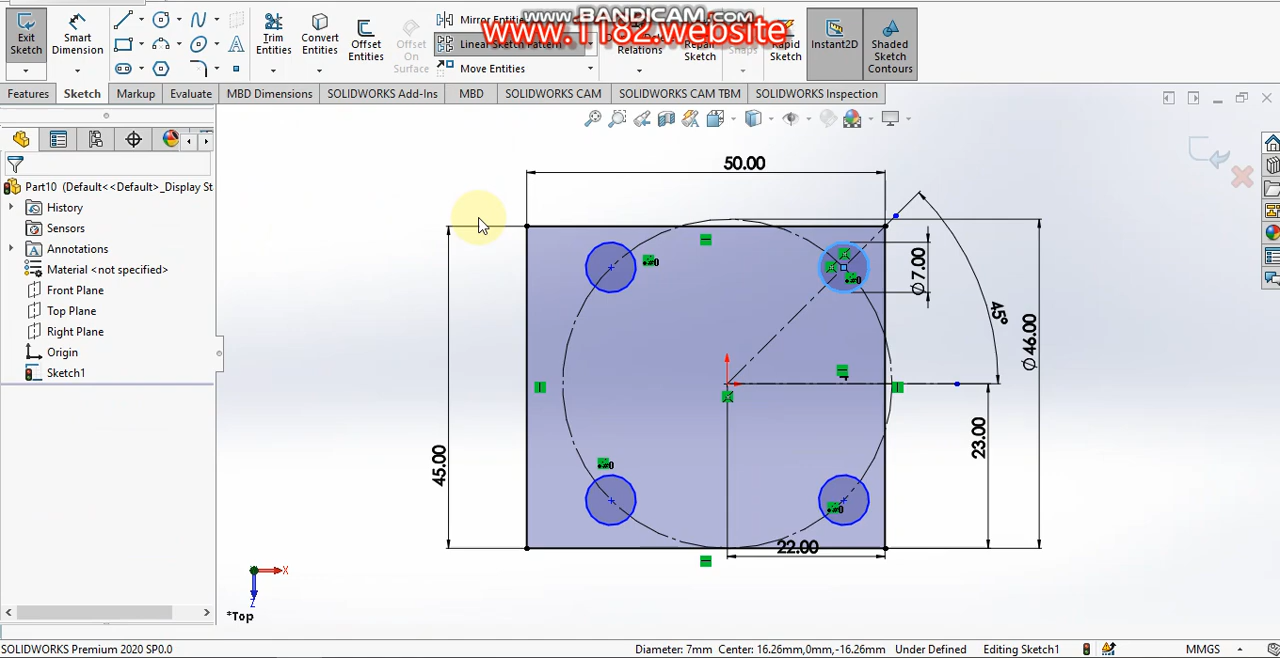 www.BANDICAM.com
www.1182.website
Exit Sketch
Smart Dimension
Trim Entities
Convert Entities
Offset Entities
Offset On Surface
Mirror Entities
Linear Sketch Pattern
Move Entities
Relations
Repair Sketch
Snaps
Rapid Sketch
Instant2D
Shaded Sketch Contours
Features
Sketch
Markup
Evaluate
MBD Dimensions
SOLIDWORKS Add-Ins
MBD
SOLIDWORKS CAM
SOLIDWORKS CAM TBM
SOLIDWORKS Inspection
Part10 (Default<<Default>_Display St
History
Sensors
Annotations
Material <not specified>
Front Plane
Top Plane
Right Plane
Origin
Sketch1
50.00
Ø7.00
45°
Ø46.00
45.00
23.00
22.00
X
Z
*Top
SOLIDWORKS Premium 2020 SP0.0
Diameter: 7mm Center: 16.26mm,0mm,-16.26mm
Under Defined
Editing Sketch1
MMGS